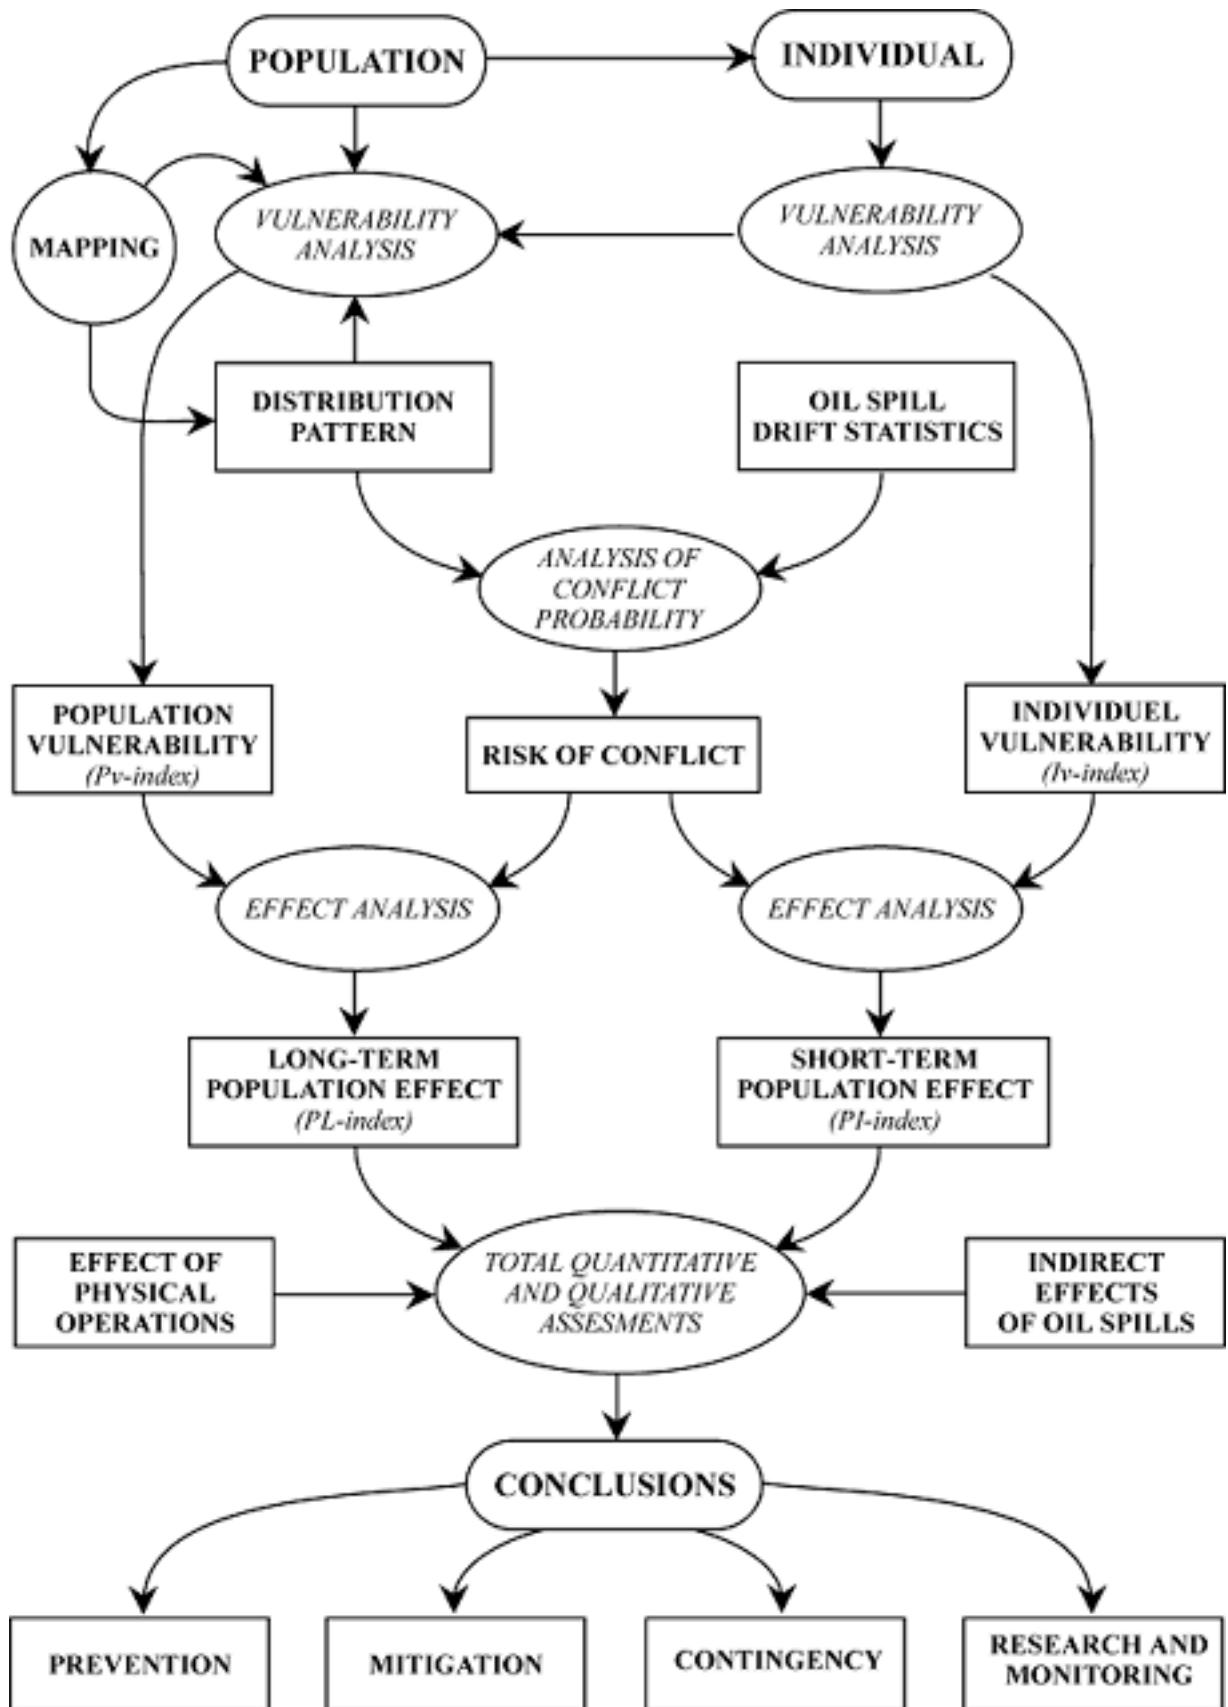 POPULATION
INDIVIDUAL
MAPPING
VULNERABILITY
ANALYSIS
VULNERABILITY
ANALYSIS
DISTRIBUTION
PATTERN
OIL SPILL
DRIFT STATISTICS
ANALYSIS OF
CONFLICT
PROBABILITY
POPULATION
VULNERABILITY
(Pv-index)
RISK OF CONFLICT
INDIVIDUEL
VULNERABILITY
(Iv-index)
EFFECT ANALYSIS
EFFECT ANALYSIS
LONG-TERM
POPULATION EFFECT
(PL-index)
SHORT-TERM
POPULATION EFFECT
(PI-index)
EFFECT OF
PHYSICAL
OPERATIONS
TOTAL QUANTITATIVE
AND QUALITATIVE
ASSESMENTS
INDIRECT
EFFECTS
OF OIL SPILLS
CONCLUSIONS
PREVENTION
MITIGATION
CONTINGENCY
RESEARCH AND
MONITORING